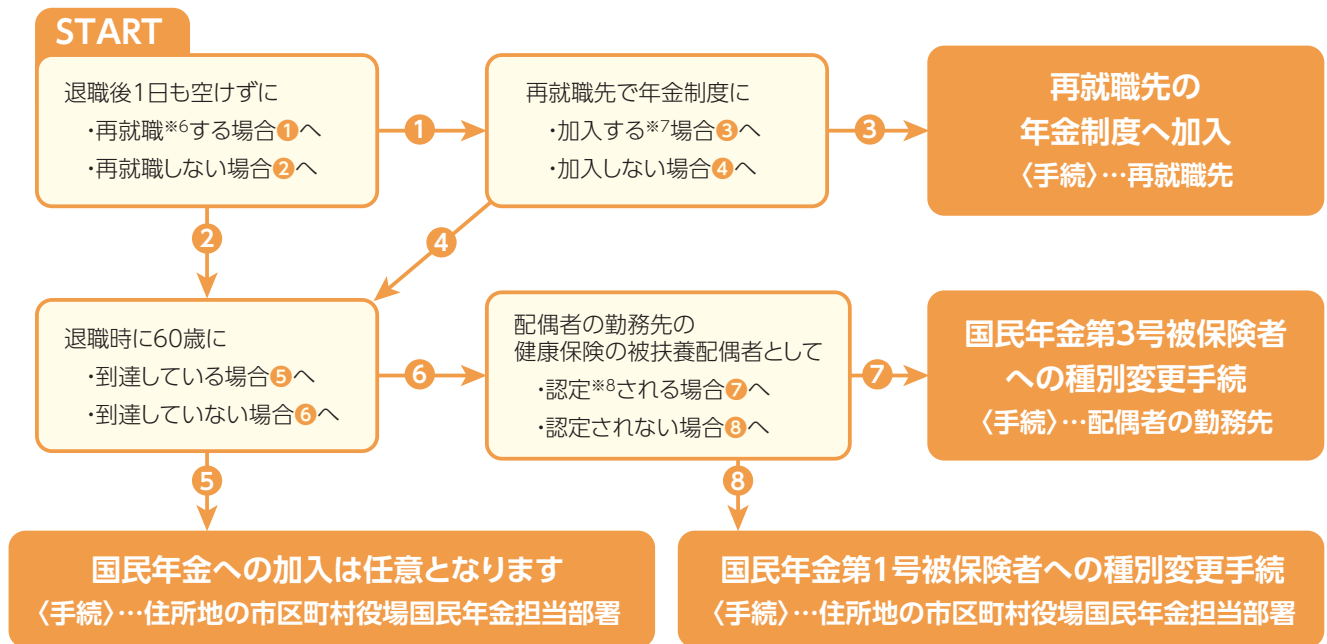 START
退職後1日も空けずに
・再就職※6する場合❶へ
・再就職しない場合❷へ
❶
再就職先で年金制度に
・加入する※7場合❸へ
・加入しない場合❹へ
❸
再就職先の
年金制度へ加入
〈手続〉…再就職先
❷
❹
退職時に60歳に
・到達している場合❺へ
・到達していない場合❻へ
❻
配偶者の勤務先の
健康保険の被扶養配偶者として
・認定※8される場合❼へ
・認定されない場合❽へ
❼
国民年金第3号被保険者
への種別変更手続
〈手続〉…配偶者の勤務先
❺
❽
国民年金への加入は任意となります
〈手続〉…住所地の市区町村役場国民年金担当部署
国民年金第1号被保険者への種別変更手続
〈手続〉…住所地の市区町村役場国民年金担当部署